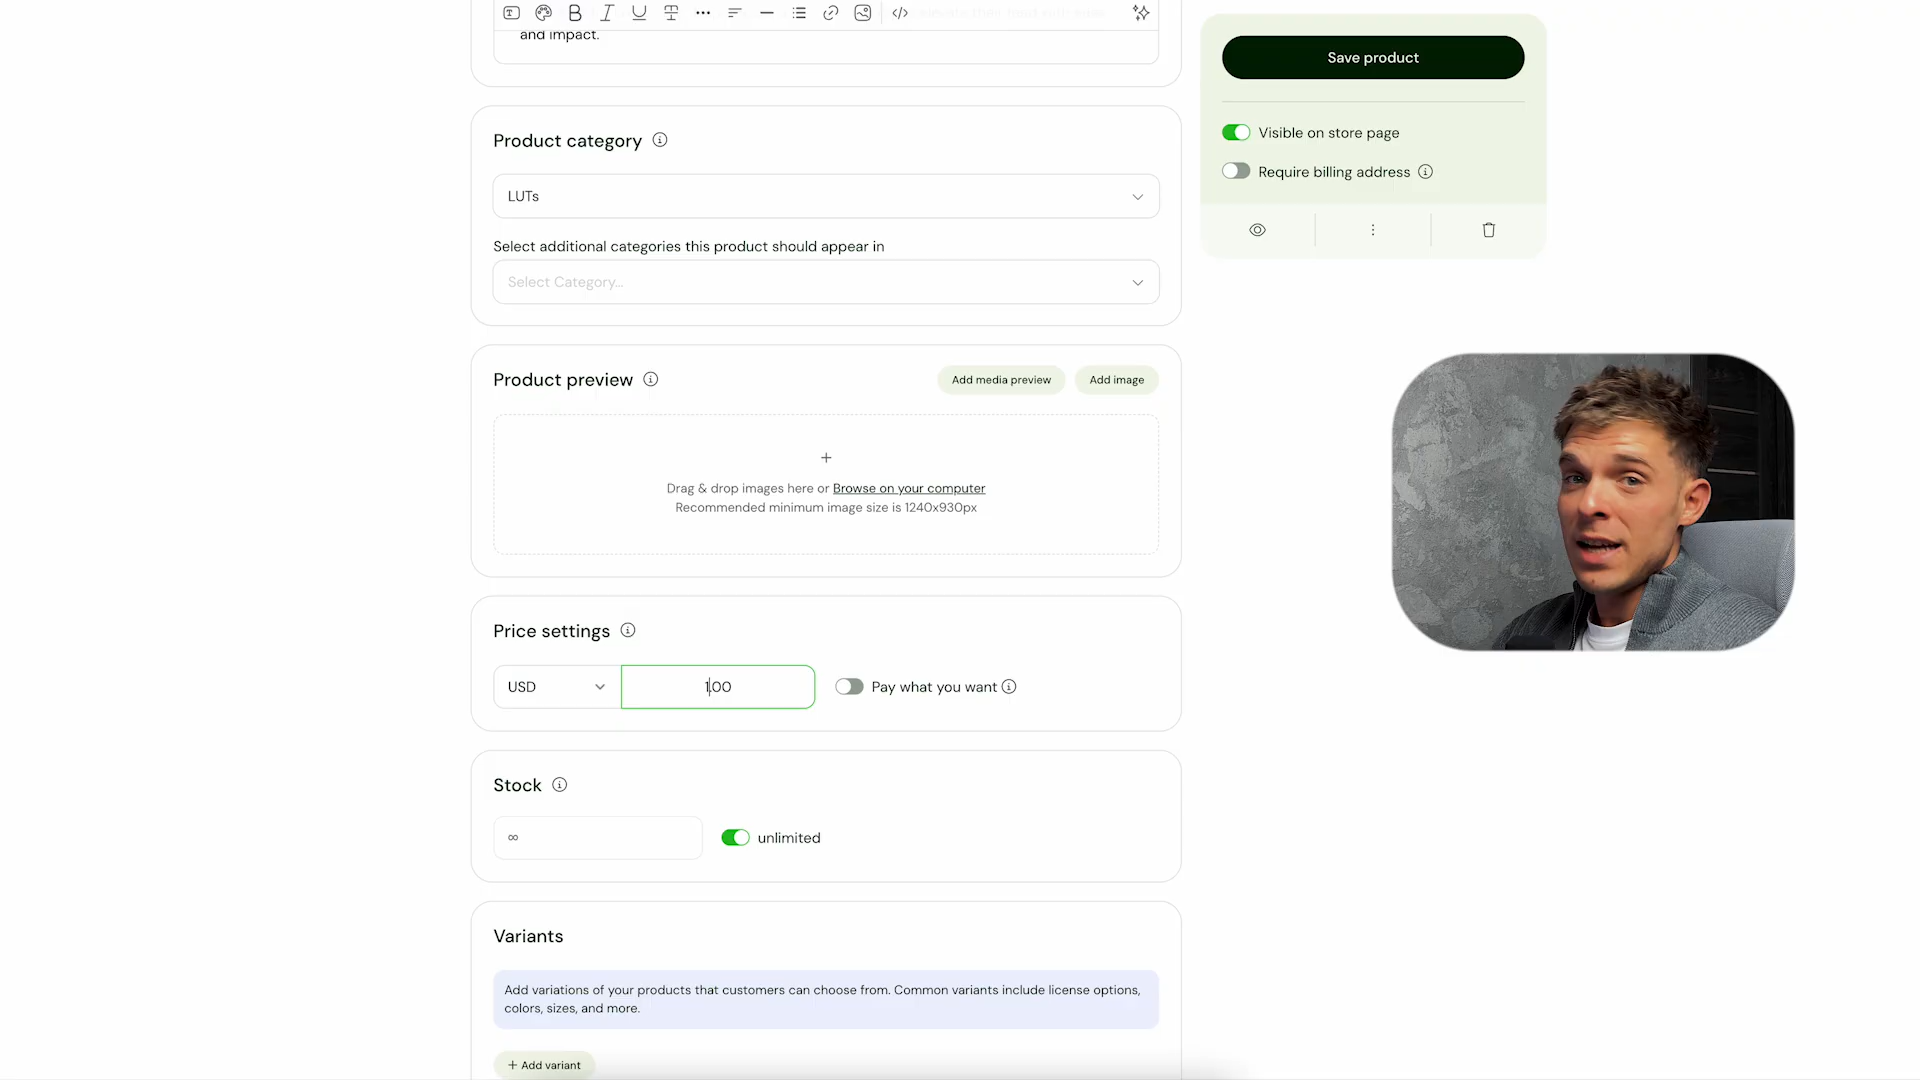 and impact.
Save product
Visible on store page
Require billing address
Product category
LUTs
Select additional categories this product should appear in
Select Category...
Product preview
Add media preview
Add image
Drag & drop images here or Browse on your computer
Recommended minimum image size is 1240x930px
Price settings
USD
1.00
Pay what you want
Stock
∞
unlimited
Variants
Add variations of your products that customers can choose from. Common variants include license options,
colors, sizes, and more.
+ Add variant